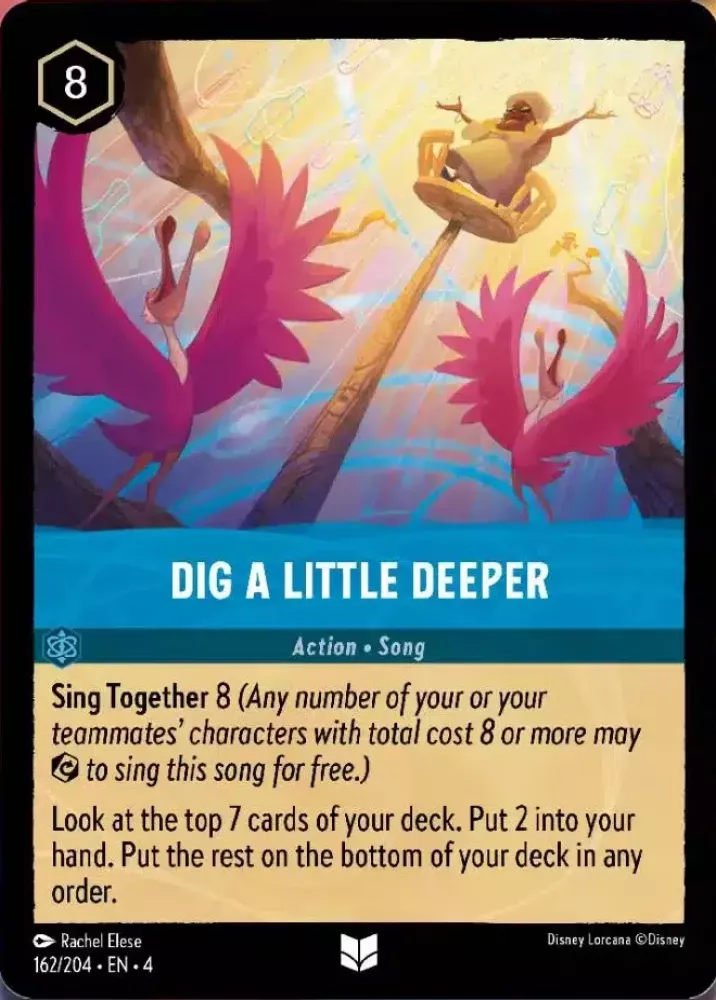 8
DIG A LITTLE DEEPER
Action • Song
Sing Together 8 (Any number of your or your
teammates’ characters with total cost 8 or more may
to sing this song for free.)
Look at the top 7 cards of your deck. Put 2 into your
hand. Put the rest on the bottom of your deck in any
order.
Rachel Elese
Disney Lorcana ©Disney
162/204 • EN • 4